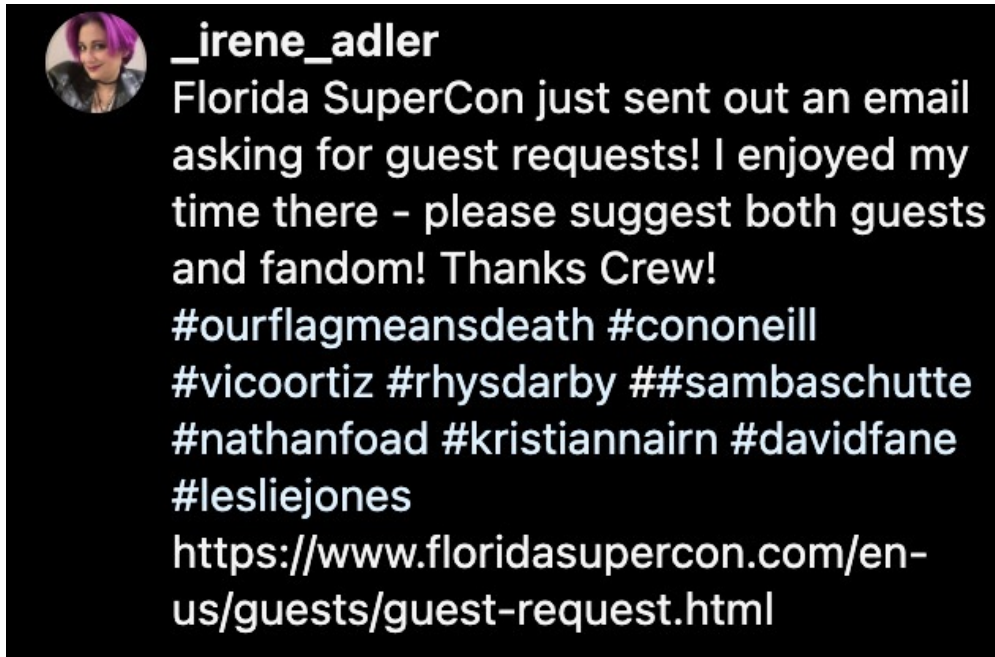 _irene_adler
Florida SuperCon just sent out an email
asking for guest requests! I enjoyed my
time there - please suggest both guests
and fandom! Thanks Crew!
#ourflagmeansdeath #cononeill
#vicoortiz #rhysdarby ##sambaschutte
#nathanfoad #kristiannairn #davidfane
#lesliejones
https://www.floridasupercon.com/en-
us/guests/guest-request.html